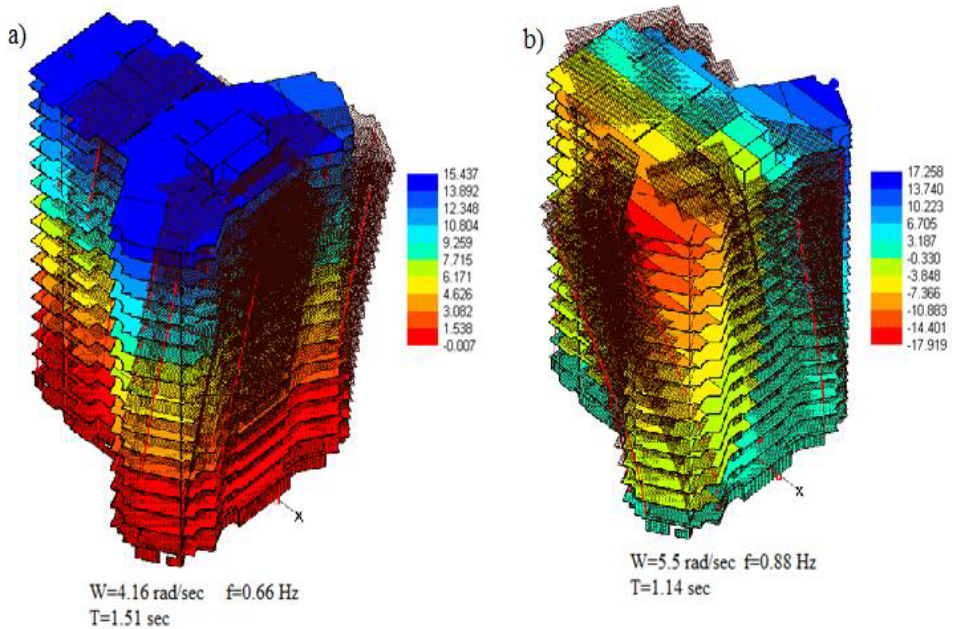 a)
15.437
13.892
12.348
10.804
9.259
7.715
6.171
4.626
3.082
1.538
-0.007
X
W=4.16 rad/sec f=0.66 Hz
T=1.51 sec
b)
17.258
13.740
10.223
6.705
3.187
-0.330
-3.848
-7.366
-10.883
-14.401
-17.919
X
W=5.5 rad/sec f=0.88 Hz
T=1.14 sec